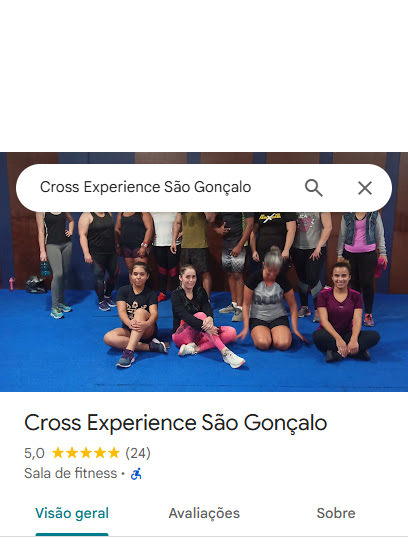 Cross Experience São Gonçalo
Cross Experience São Gonçalo
5,0 (24)
Sala de fitness ·
Visão geral Avaliações Sobre